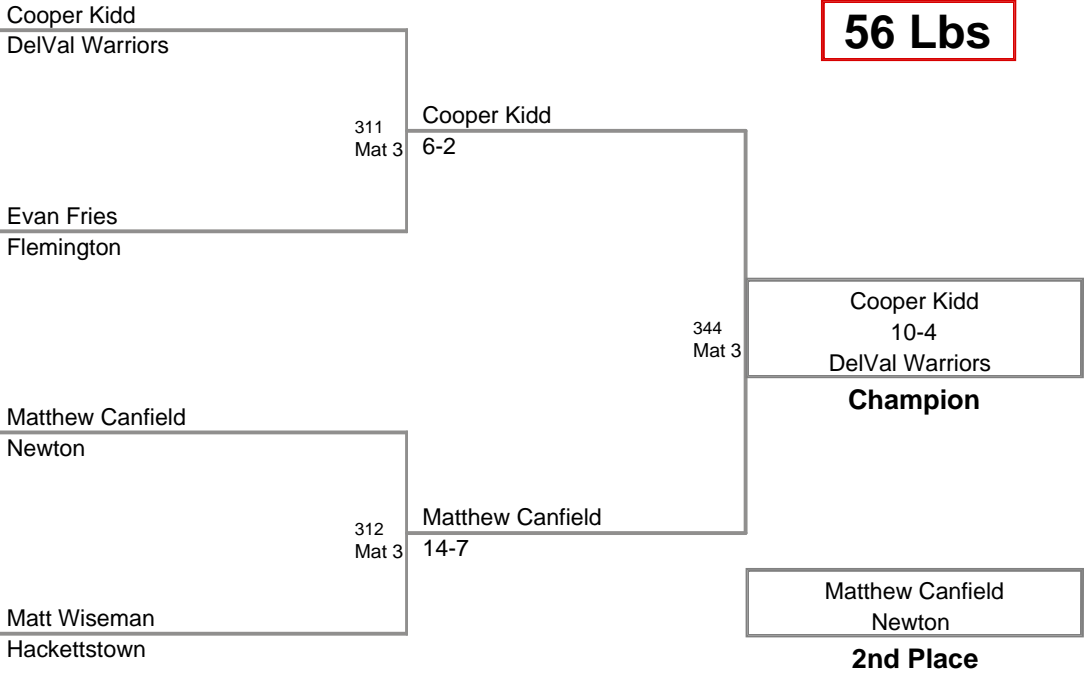 Cooper Kidd
DelVal Warriors
56 Lbs
311
Mat 3
Cooper Kidd
6-2
Evan Fries
Flemington
344
Mat 3
Cooper Kidd
10-4
DelVal Warriors
Champion
Matthew Canfield
Newton
312
Mat 3
Matthew Canfield
14-7
Matt Wiseman
Hackettstown
Matthew Canfield
Newton
2nd Place